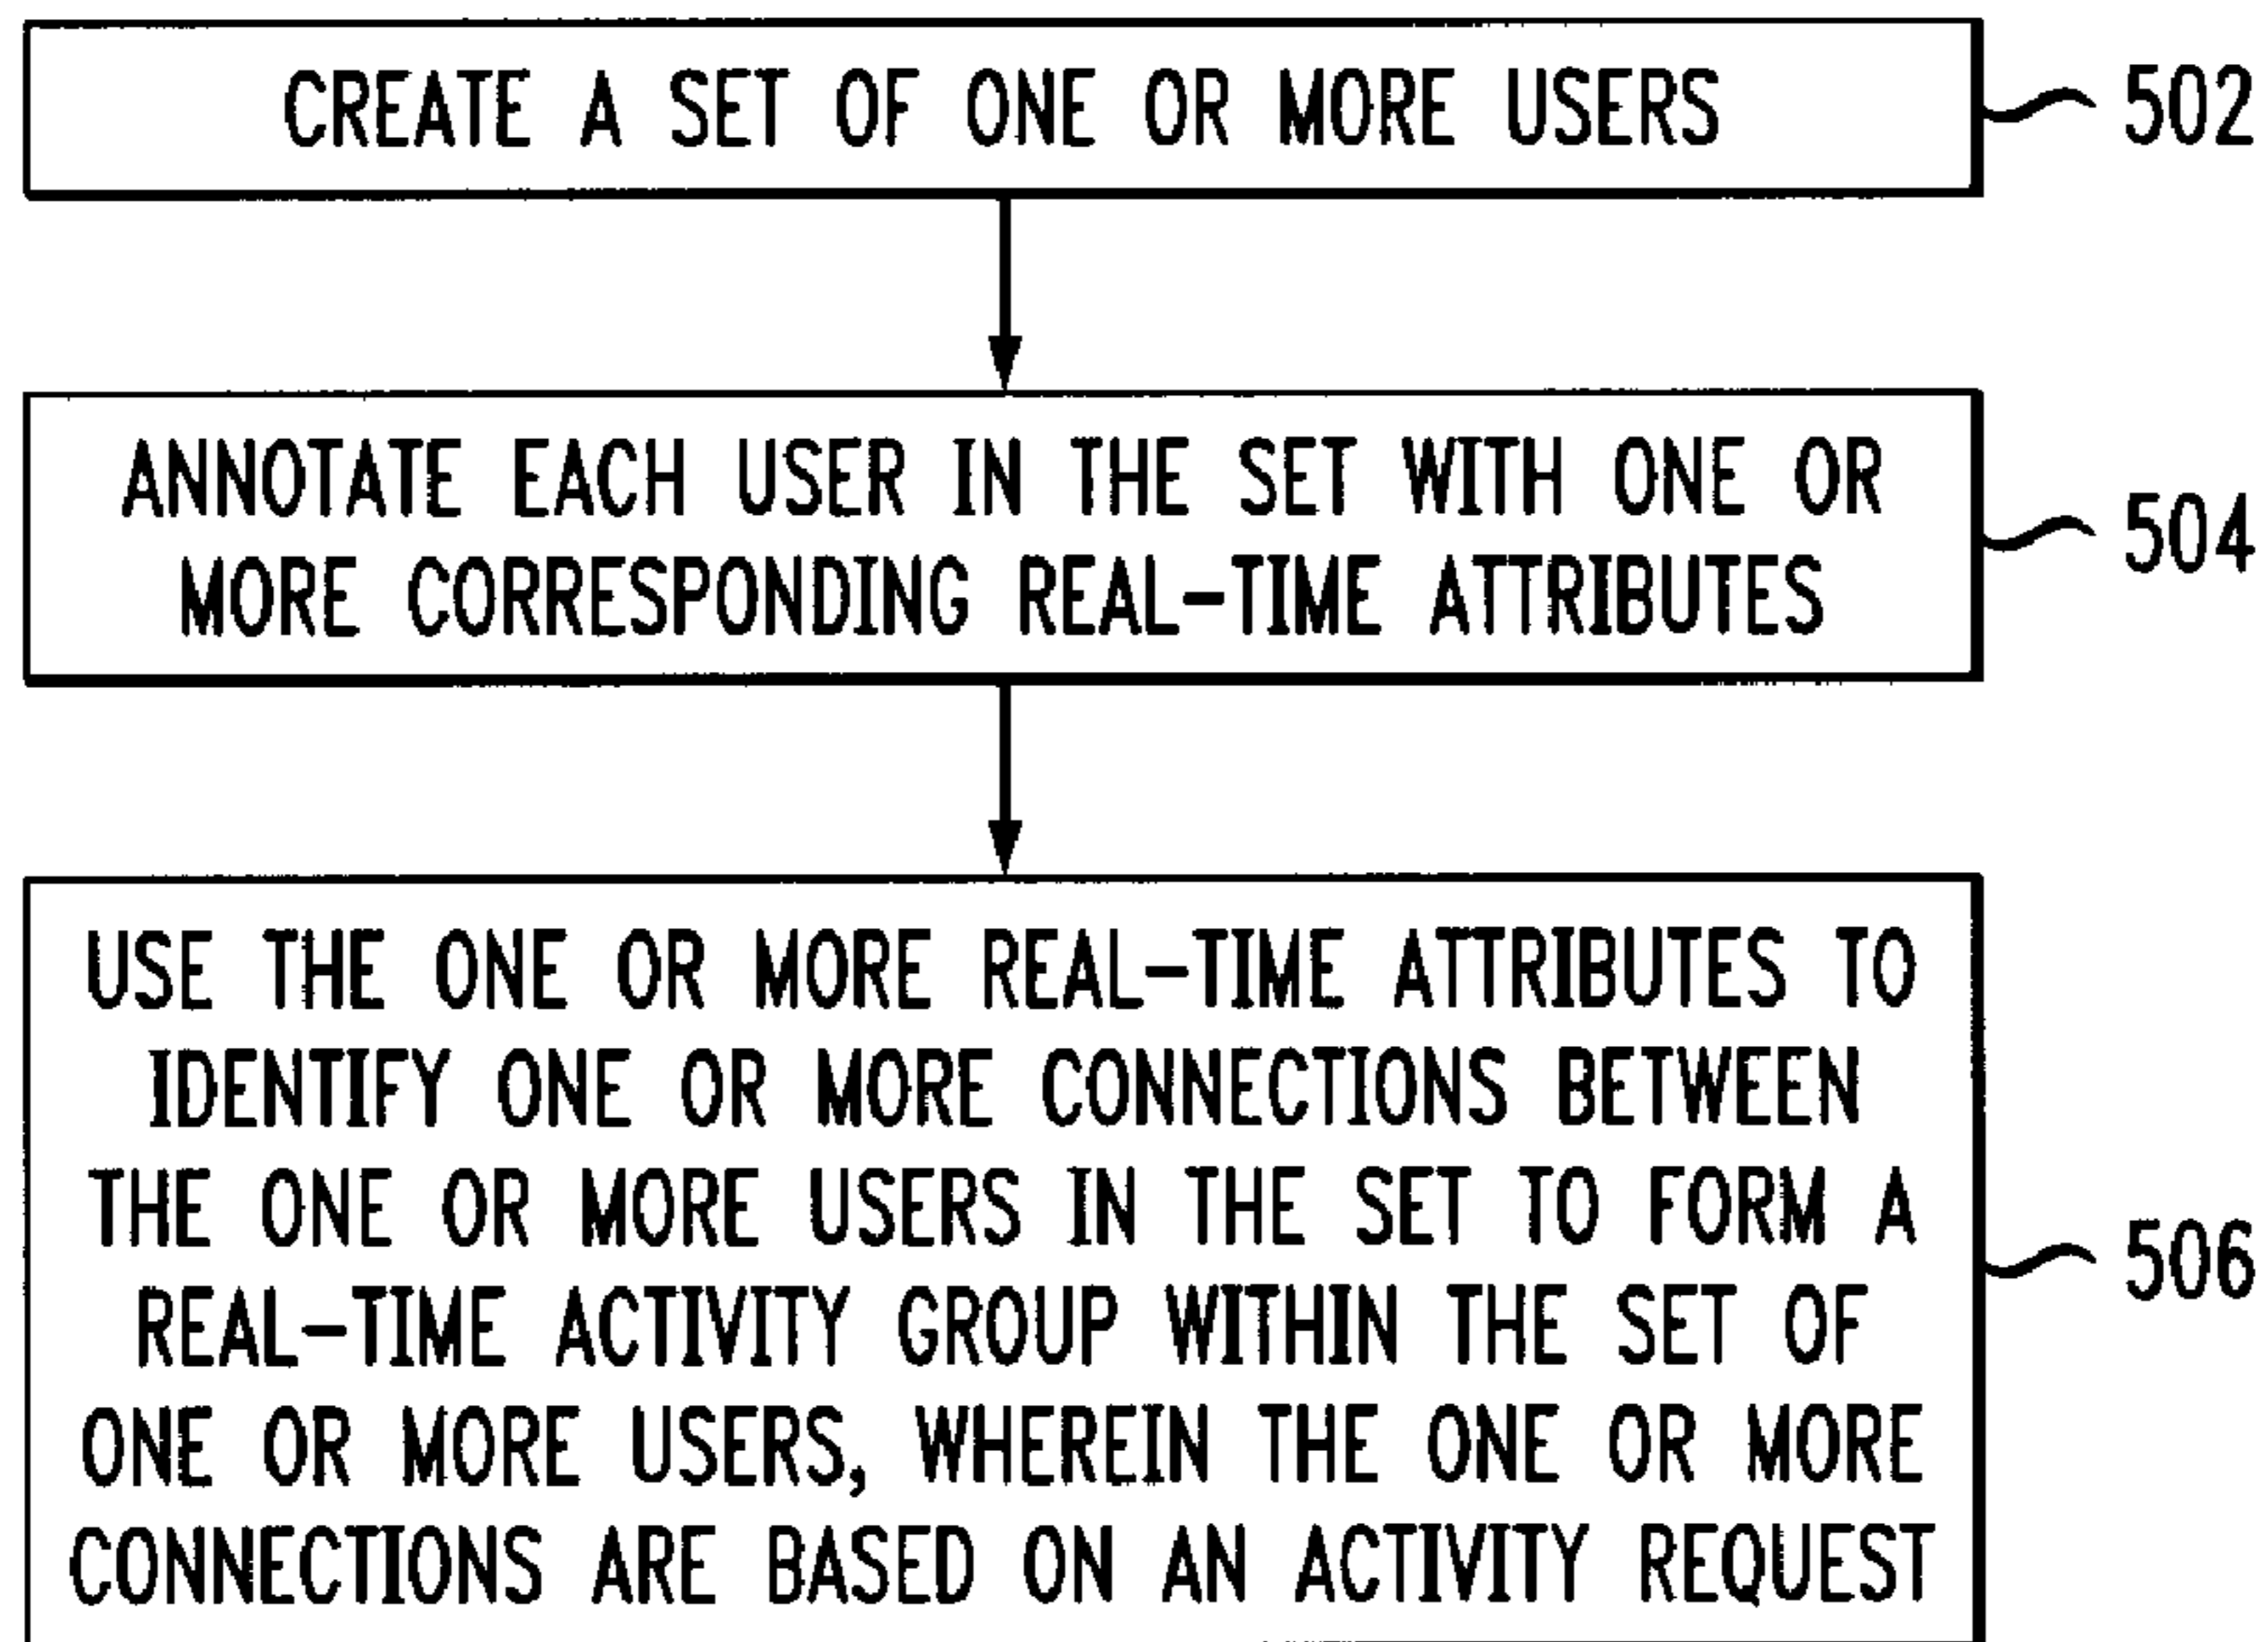 CREATE A SET OF ONE OR MORE USERS
502
ANNOTATE EACH USER IN THE SET WITH ONE OR
MORE CORRESPONDING REAL-TIME ATTRIBUTES
504
USE THE ONE OR MORE REAL-TIME ATTRIBUTES TO
IDENTIFY ONE OR MORE CONNECTIONS BETWEEN
THE ONE OR MORE USERS IN THE SET TO FORM A
REAL-TIME ACTIVITY GROUP WITHIN THE SET OF
ONE OR MORE USERS, WHEREIN THE ONE OR MORE
CONNECTIONS ARE BASED ON AN ACTIVITY REQUEST
506